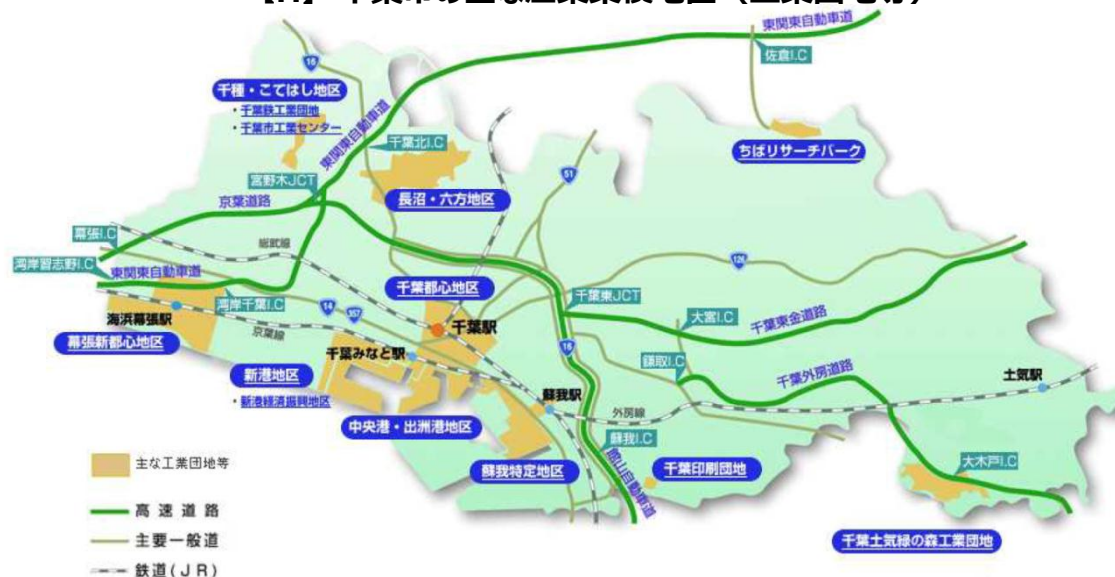 東関東自動車道
佐倉I.C
16
千種・こてはし地区
・千葉鉄工業団地
・千葉市工業センター
東関東自動車道
千葉北I.C
51
ちばリサーチパーク
宮野木JCT
京葉道路
長沼・六方地区
幕張I.C
総武線
湾岸習志野I.C
東関東自動車道
126
千葉都心地区
湾岸千葉I.C
14
357
千葉東JCT
千葉駅
大宮I.C
千葉東金道路
海浜幕張駅
京葉線
16
幕張新都心地区
千葉みなと駅
鎌取I.C
千葉外房道路
土気駅
新港地区
・新港経済振興地区
蘇我駅
外房線
中央港・出洲港地区
蘇我I.C
主な工業団地等
蘇我特定地区
千葉印刷団地
館山自動車道
大木戸I.C
高速道路
主要一般道
千葉土気緑の森工業団地
鉄道(JR)